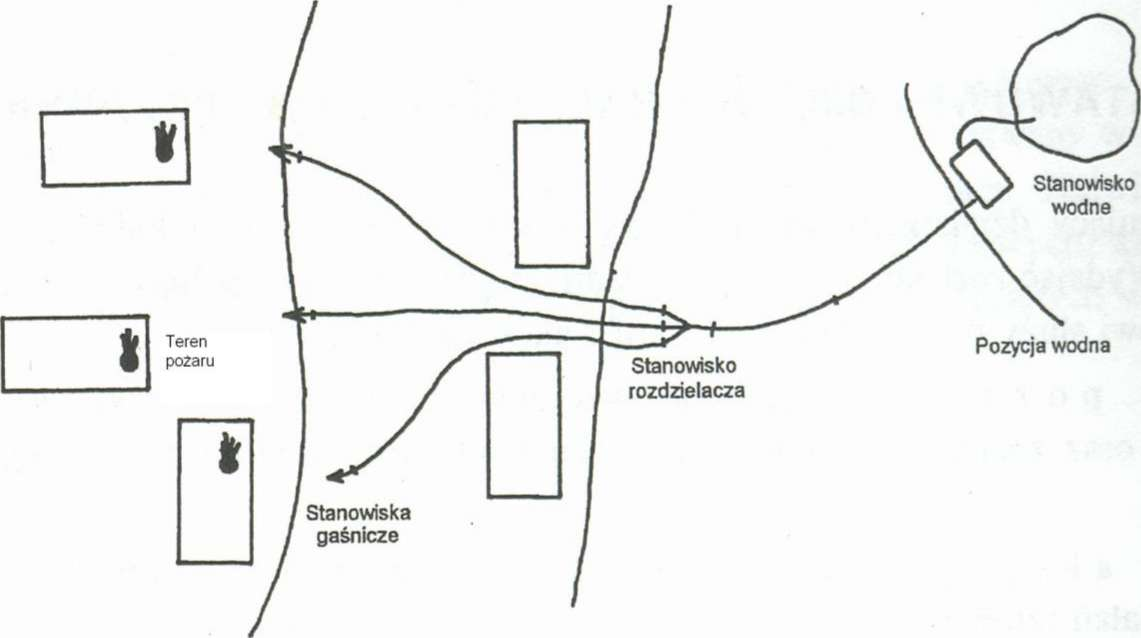 Stanowisko
wodne
Teren
pożaru
Pozycja wodna
Stanowisko
rozdzielacza
Stanowiska
gaśnicze